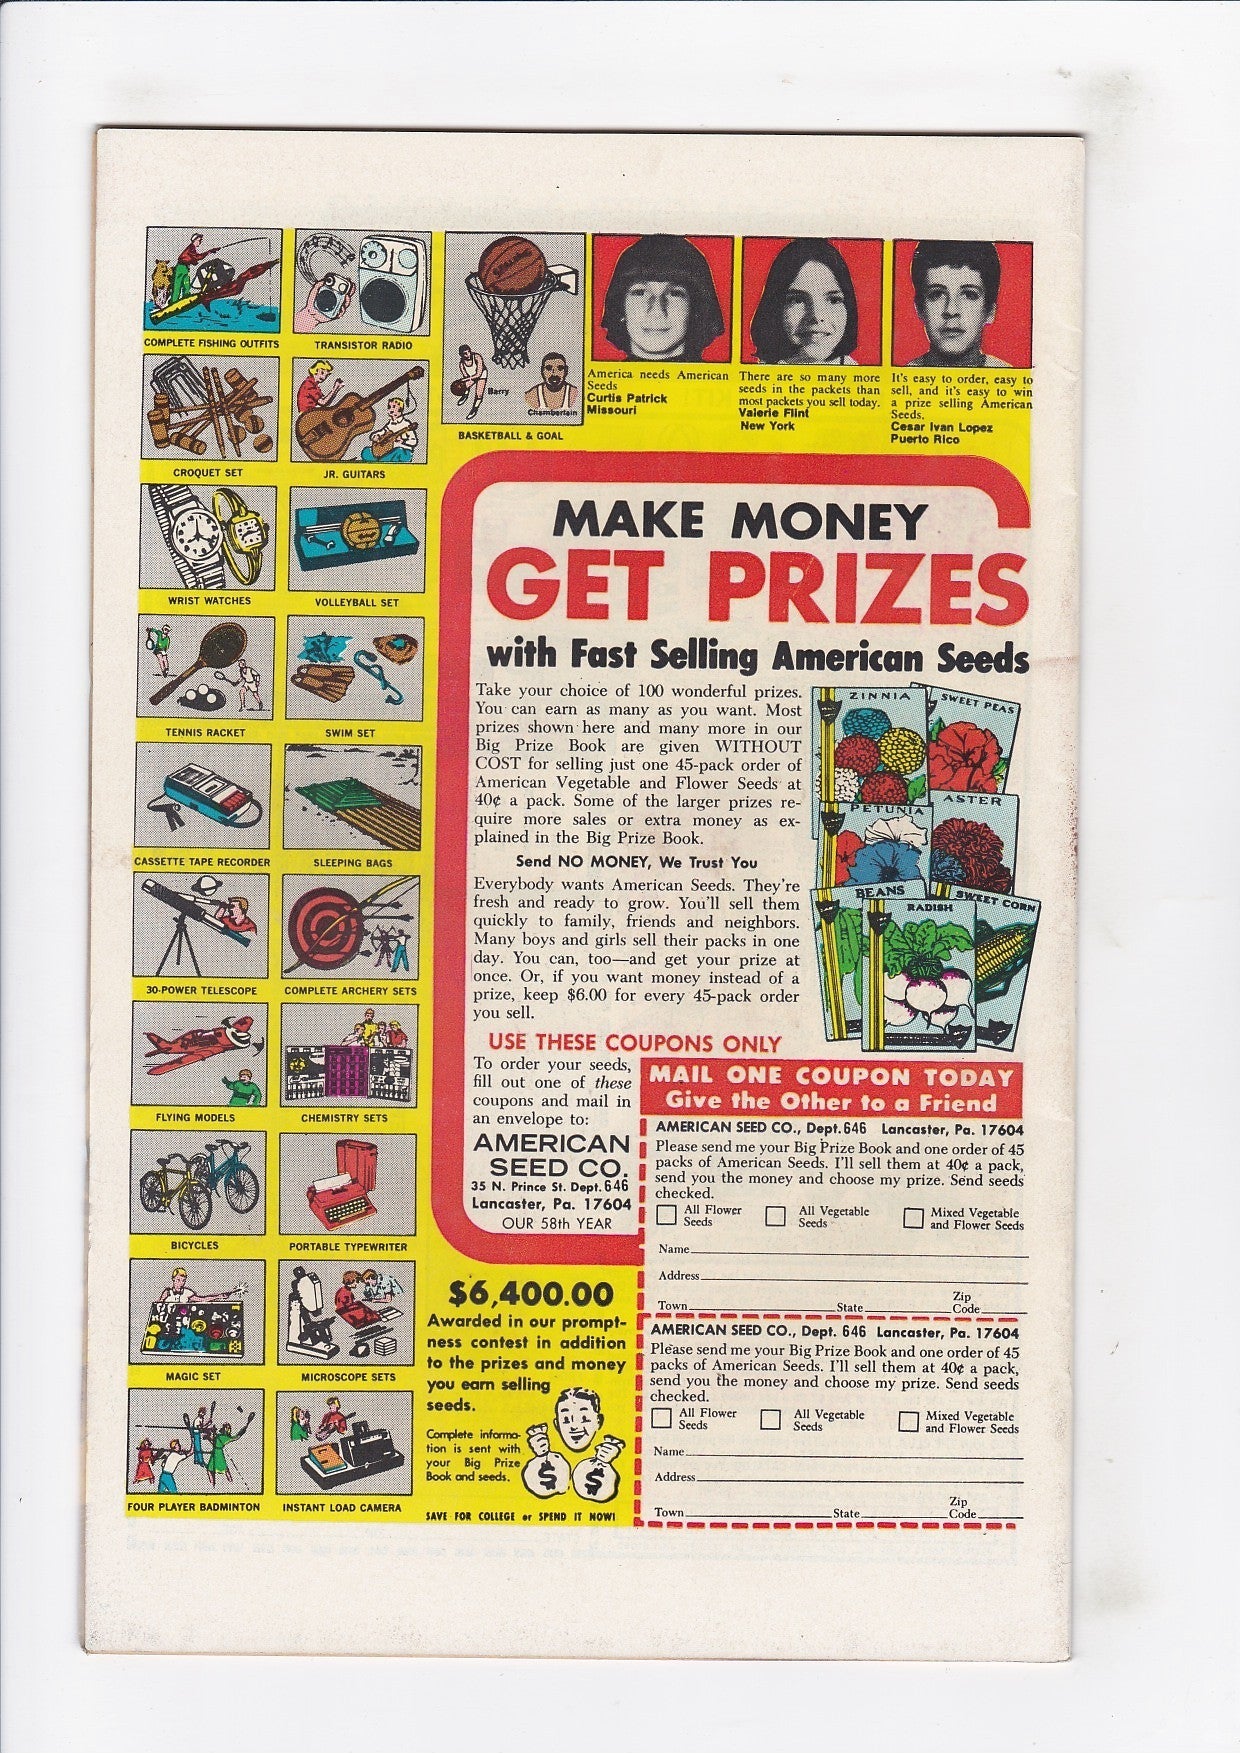 COMPLETE FISHING OUTFITS
TRANSISTOR RADIO
SPALDING
Barry
Chamberlain
BASKETBALL & GOAL
America needs American
Seeds
Curtis Patrick
Missouri
There are so many more
seeds in the packets than
most packets you sell today.
Valerie Flint
New York
It's easy to order, easy to
sell, and it's easy to win
a prize selling American
Seeds.
Cesar Ivan Lopez
Puerto Rico
CROQUET SET
JR. GUITARS
WRIST WATCHES
VOLLEYBALL SET
TENNIS RACKET
SWIM SET
CASSETTE TAPE RECORDER
SLEEPING BAGS
30-POWER TELESCOPE
COMPLETE ARCHERY SETS
FLYING MODELS
CHEMISTRY SETS
BICYCLES
PORTABLE TYPEWRITER
MAGIC SET
MICROSCOPE SETS
FOUR PLAYER BADMINTON
INSTANT LOAD CAMERA
MAKE MONEY
GET PRIZES
with Fast Selling American Seeds
Take your choice of 100 wonderful prizes.
You can earn as many as you want. Most
prizes shown here and many more in our
Big Prize Book are given WITHOUT
COST for selling just one 45-pack order of
American Vegetable and Flower Seeds at
40¢ a pack. Some of the larger prizes re-
quire more sales or extra money as ex-
plained in the Big Prize Book.
Send NO MONEY, We Trust You
Everybody wants American Seeds. They're
fresh and ready to grow. You'll sell them
quickly to family, friends and neighbors.
Many boys and girls sell their packs in one
day. You can, too—and get your prize at
once. Or, if you want money instead of a
prize, keep $6.00 for every 45-pack order
you sell.
ZINNIA
SWEET PEAS
PETUNIA
ASTER
BEANS
RADISH
SWEET CORN
USE THESE COUPONS ONLY
To order your seeds,
fill out one of these
coupons and mail in
an envelope to:
AMERICAN
SEED CO.
35 N. Prince St. Dept. 646
Lancaster, Pa. 17604
OUR 58th YEAR
MAIL ONE COUPON TODAY
Give the Other to a Friend
AMERICAN SEED CO., Dept. 646 Lancaster, Pa. 17604
Please send me your Big Prize Book and one order of 45
packs of American Seeds. I'll sell them at 40¢ a pack,
send you the money and choose my prize. Send seeds
checked.
All Flower
Seeds
All Vegetable
Seeds
Mixed Vegetable
and Flower Seeds
Name
Address
Town State Zip Code
AMERICAN SEED CO., Dept. 646 Lancaster, Pa. 17604
Please send me your Big Prize Book and one order of 45
packs of American Seeds. I'll sell them at 40¢ a pack,
send you the money and choose my prize. Send seeds
checked.
All Flower
Seeds
All Vegetable
Seeds
Mixed Vegetable
and Flower Seeds
Name
Address
Town State Zip Code
$6,400.00
Awarded in our prompt-
ness contest in addition
to the prizes and money
you earn selling
seeds.
Complete informa-
tion is sent with
your Big Prize
Book and seeds.
$
$
SAVE FOR COLLEGE or SPEND IT NOW!